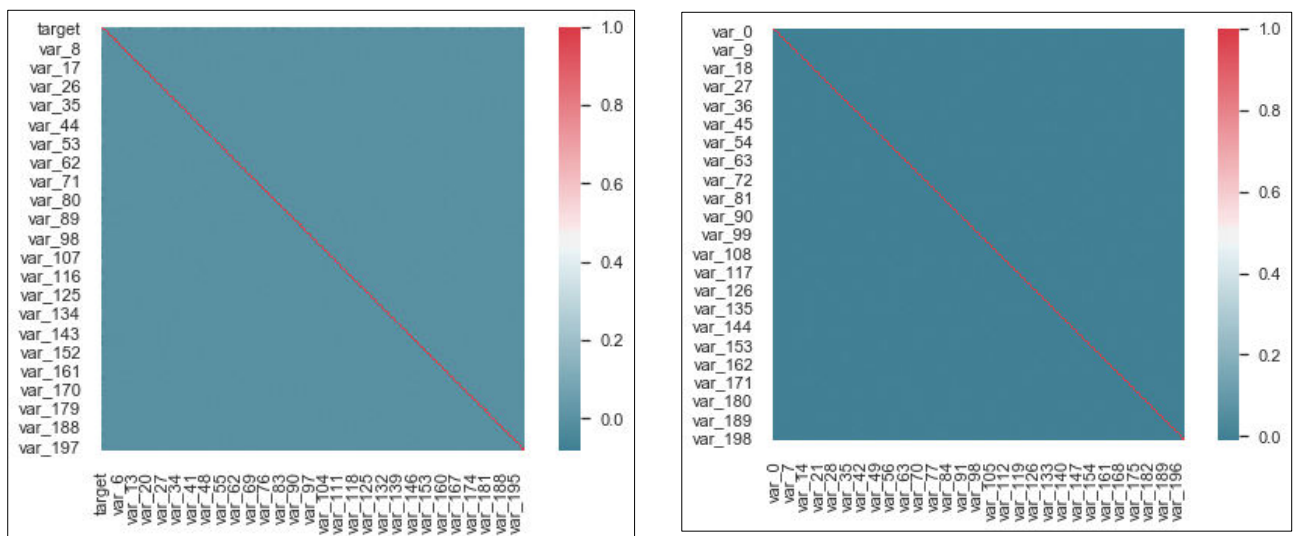 target
var_8
var_17
var_26
var_35
var_44
var_53
var_62
var_71
var_80
var_89
var_98
var_107
var_116
var_125
var_134
var_143
var_152
var_161
var_170
var_179
var_188
var_197
target
var_6
var_13
var_20
var_27
var_34
var_41
var_48
var_55
var_62
var_69
var_76
var_83
var_90
var_97
var_104
var_111
var_118
var_125
var_132
var_139
var_146
var_153
var_160
var_167
var_174
var_181
var_188
var_195
1.0
0.8
0.6
0.4
0.2
0.0
var_0
var_9
var_18
var_27
var_36
var_45
var_54
var_63
var_72
var_81
var_90
var_99
var_108
var_117
var_126
var_135
var_144
var_153
var_162
var_171
var_180
var_189
var_198
var_0
var_7
var_14
var_21
var_28
var_35
var_42
var_49
var_56
var_63
var_70
var_77
var_84
var_91
var_98
var_105
var_112
var_119
var_126
var_133
var_140
var_147
var_154
var_161
var_168
var_175
var_182
var_189
var_196
1.0
0.8
0.6
0.4
0.2
0.0